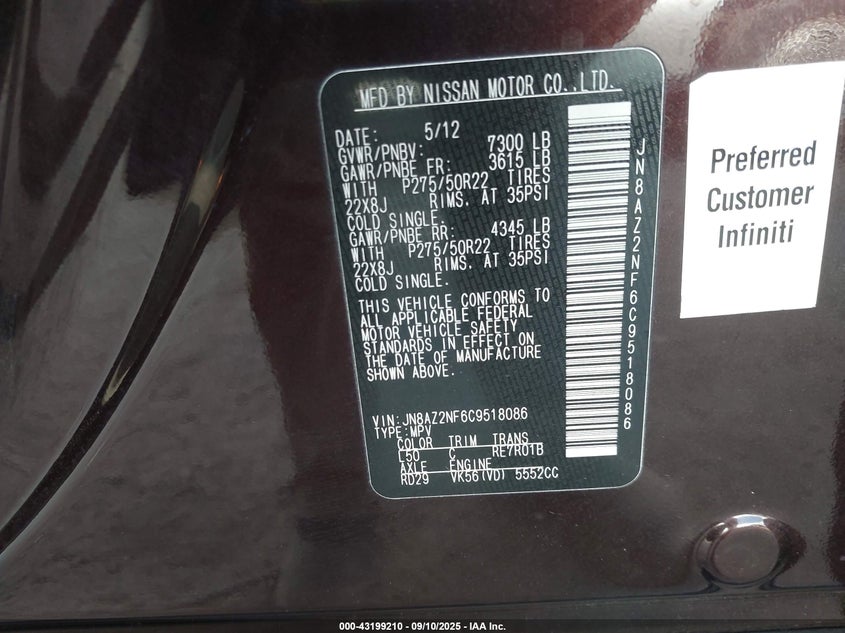 MFD BY NISSAN MOTOR CO.,LTD.
DATE: 5/12
GVWR/PNBV: 7300 LB
GAWR/PNBE FR: 3615 LB
WITH P275/50R22 TIRES
22X8J RIMS. AT 35PSI
COLD SINGLE.
GAWR/PNBE RR: 4345 LB
WITH P275/50R22 TIRES
22X8J RIMS. AT 35PSI
COLD SINGLE.
THIS VEHICLE CONFORMS TO
ALL APPLICABLE FEDERAL
MOTOR VEHICLE SAFETY
STANDARDS IN EFFECT ON
THE DATE OF MANUFACTURE
SHOWN ABOVE.
VIN:JN8AZ2NF6C9518086
TYPE:MPV
COLOR TRIM TRANS
L50 C RE7R01B
AXLE ENGINE
RD29 VK56(VD) 5552CC
JN8AZ2NF6C9518086
Preferred
Customer
Infiniti
000-43199210 - 09/10/2025 - IAA Inc.